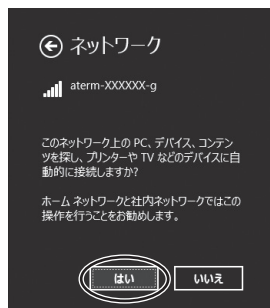 ネットワーク
aterm-XXXXXX-g
このネットワーク上の PC、デバイス、コンテン
ツを探し、プリンターや TV などのデバイスに自
動的に接続しますか?
ホーム ネットワークと社内ネットワークではこの
操作を行うことをお勧めします。
はい いいえ